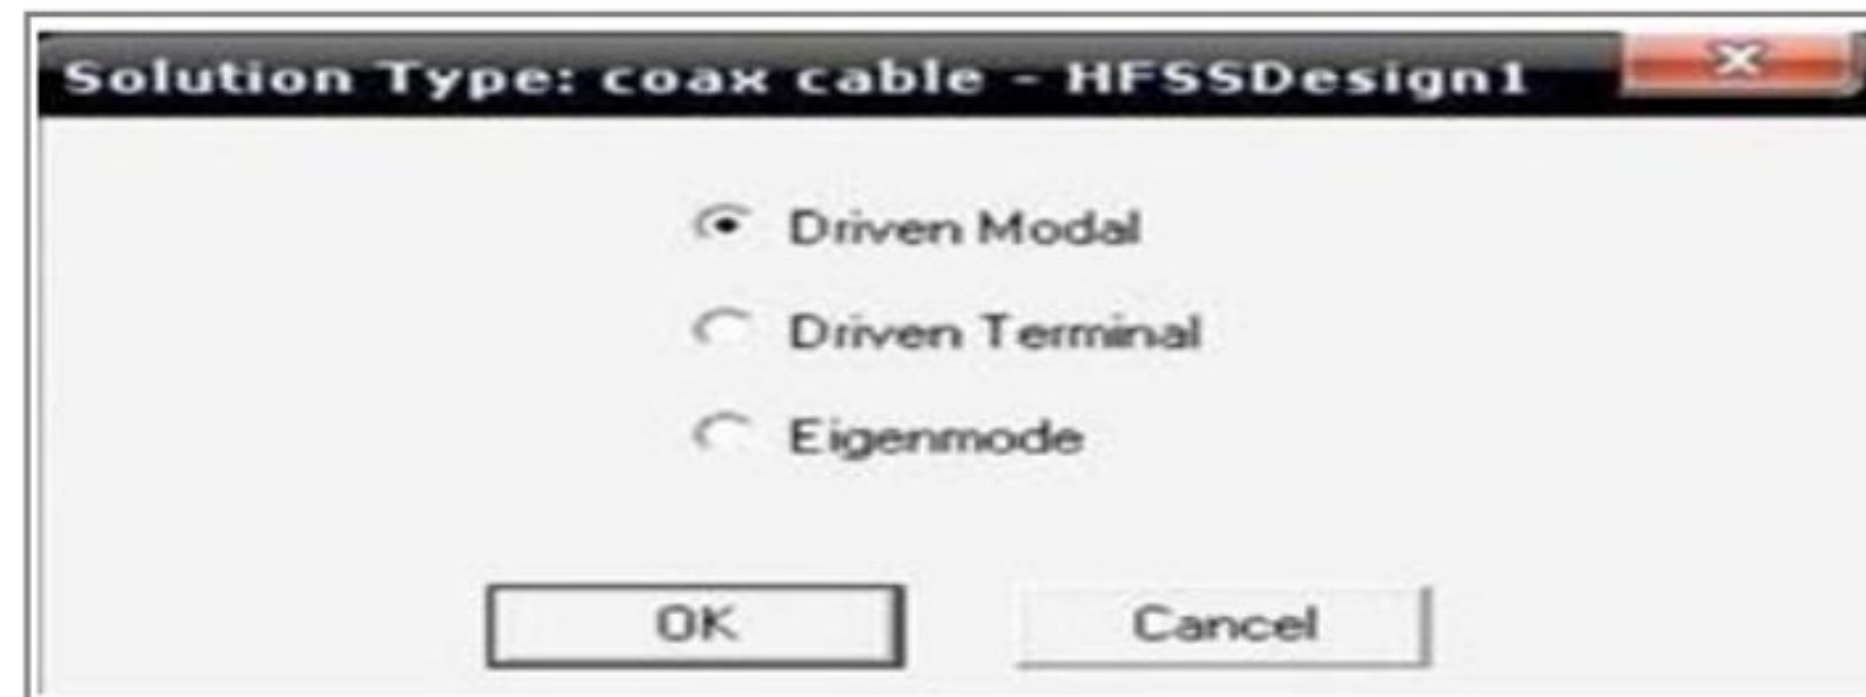 Solution Type: coax cable - HFSSDesign1
Driven Modal
Driven Terminal
Eigenmode
OK Cancel